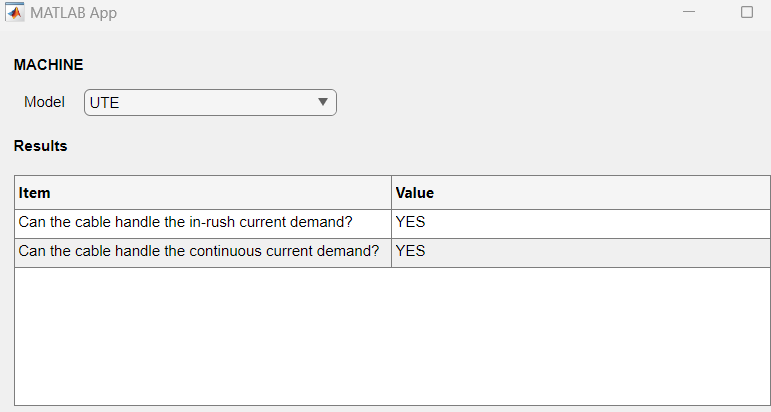 MATLAB App
MACHINE
Model UTE
Results
Item Value
Can the cable handle the in-rush current demand? YES
Can the cable handle the continuous current demand? YES